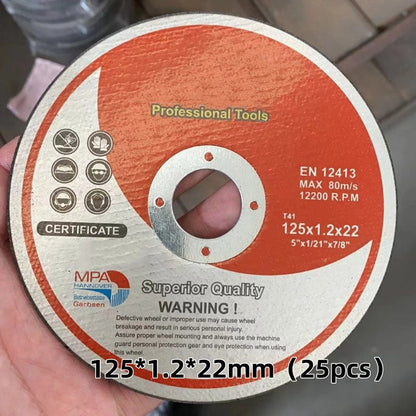 Professional Tools
EN 12413
MAX 80m/s
12200 R.P.M
T41
125x1.2x22
5"x1/21"x7/8"
CERTIFICATE
MPA
HANNOVER
Betriebsstätte
Garbsen
Superior Quality
WARNING !
Defective wheel or improper use may cause wheel
breakage and result in serious personal injury.
Assure proper wheel mounting and always use the machine
guard personal protection gear and eye protection when using
this wheel.
125*1.2*22mm（25pcs）